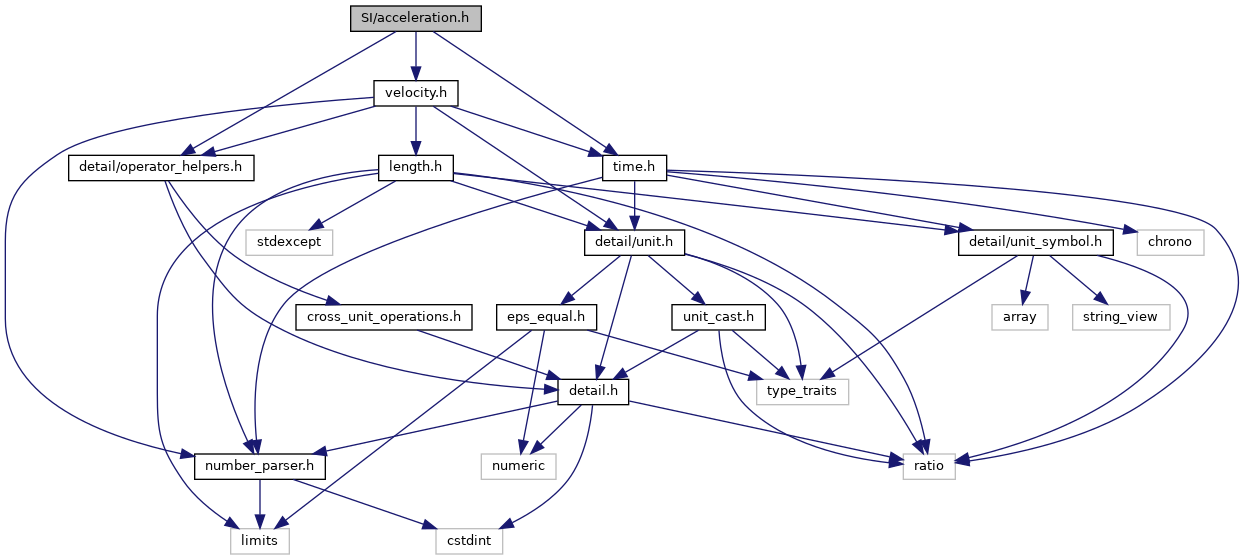 SI/acceleration.h
velocity.h
detail/operator_helpers.h
length.h
time.h
stdexcept
detail/unit.h
detail/unit_symbol.h
chrono
cross_unit_operations.h
eps_equal.h
unit_cast.h
array
string_view
detail.h
type_traits
number_parser.h
numeric
ratio
limits
cstdint